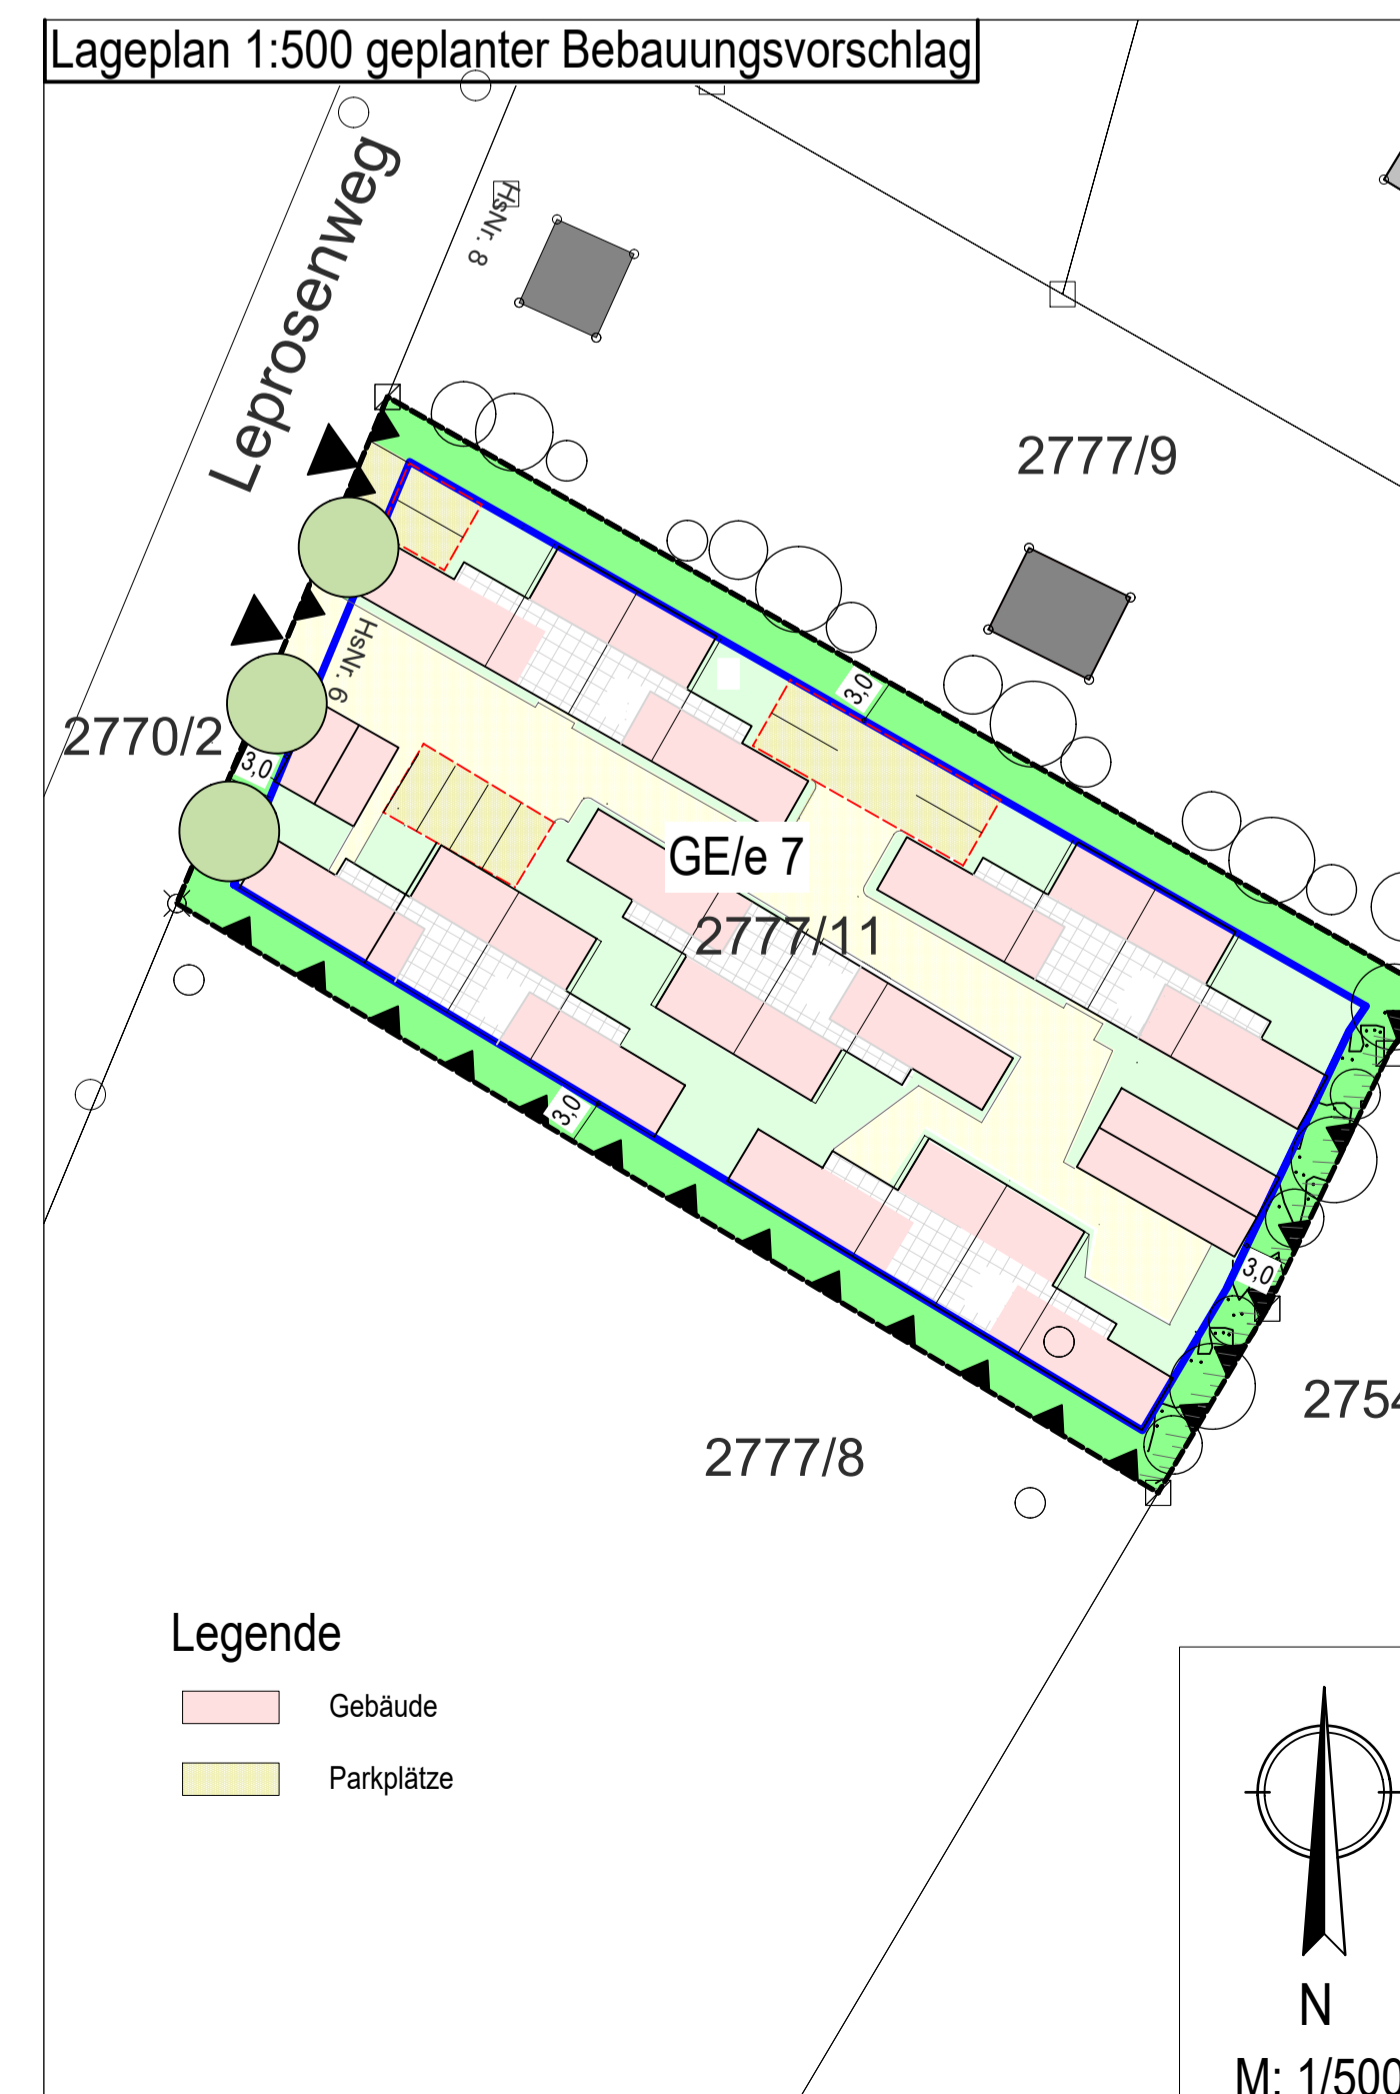 Lageplan 1:500 geplanter Bebauungsvorschlag
Leprosenweg
HsNr. 8
2777/9
3,0
HsNr. 6
2770/2
3,0
GE/e 7
2777/11
3,0
3,0
2754
2777/8
Legende
Gebäude
Parkplätze
N
M: 1/500